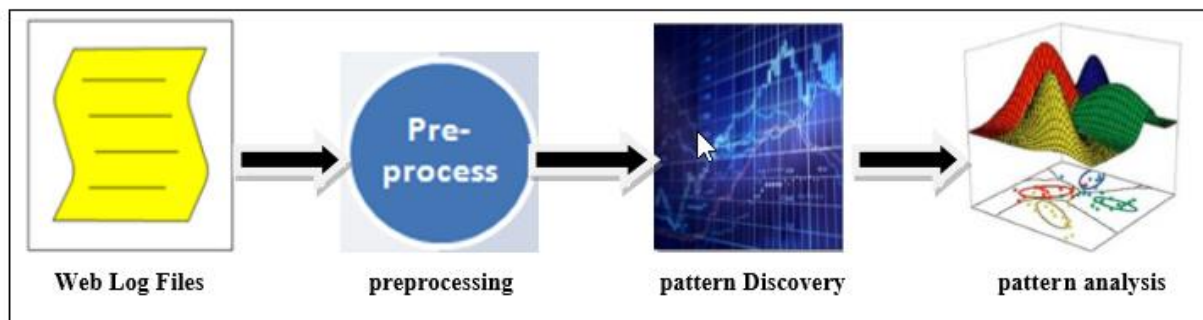 Pre-
process
Web Log Files
preprocessing
pattern Discovery
pattern analysis